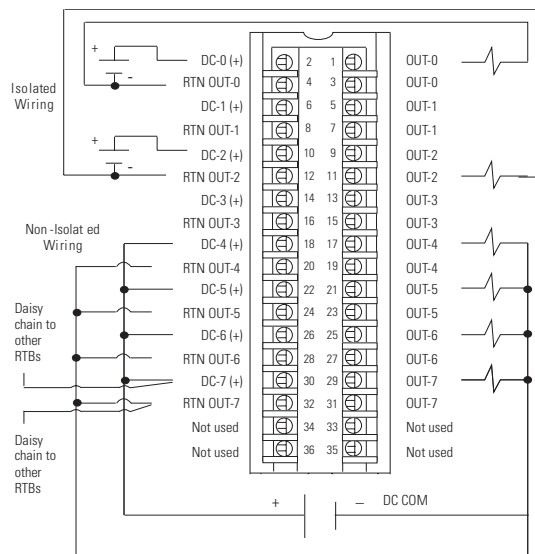 + DC-0 (+) 2 1 OUT-0
Isolated
Wiring
- RTN OUT-0 4 3 OUT-0
DC-1 (+) 6 5 OUT-1
RTN OUT-1 8 7 OUT-1
+ DC-2 (+) 10 9 OUT-2
- RTN OUT-2 12 11 OUT-2
DC-3 (+) 14 13 OUT-3
RTN OUT-3 16 15 OUT-3
Non-Isolated
Wiring
DC-4 (+) 18 17 OUT-4
RTN OUT-4 20 19 OUT-4
DC-5 (+) 22 21 OUT-5
RTN OUT-5 24 23 OUT-5
Daisy
chain to
other
RTBs
DC-6 (+) 26 25 OUT-6
RTN OUT-6 28 27 OUT-6
DC-7 (+) 30 29 OUT-7
RTN OUT-7 32 31 OUT-7
Not used 34 33 Not used
Not used 36 35 Not used
Daisy
chain to
other
RTBs
+ – DC COM